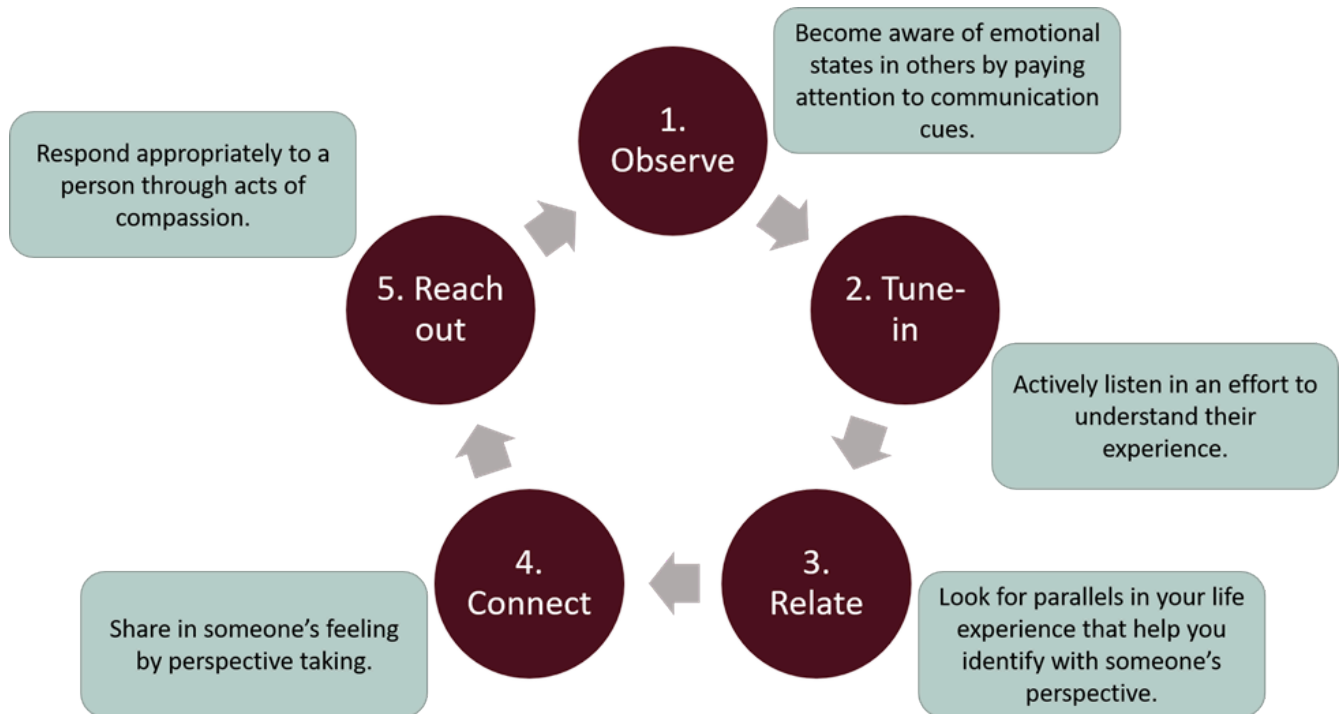 1.
Observe
Become aware of emotional
states in others by paying
attention to communication
cues.
2. Tune-
in
Actively listen in an effort to
understand their
experience.
3.
Relate
Look for parallels in your life
experience that help you
identify with someone’s
perspective.
4.
Connect
Share in someone’s feeling
by perspective taking.
5. Reach
out
Respond appropriately to a
person through acts of
compassion.